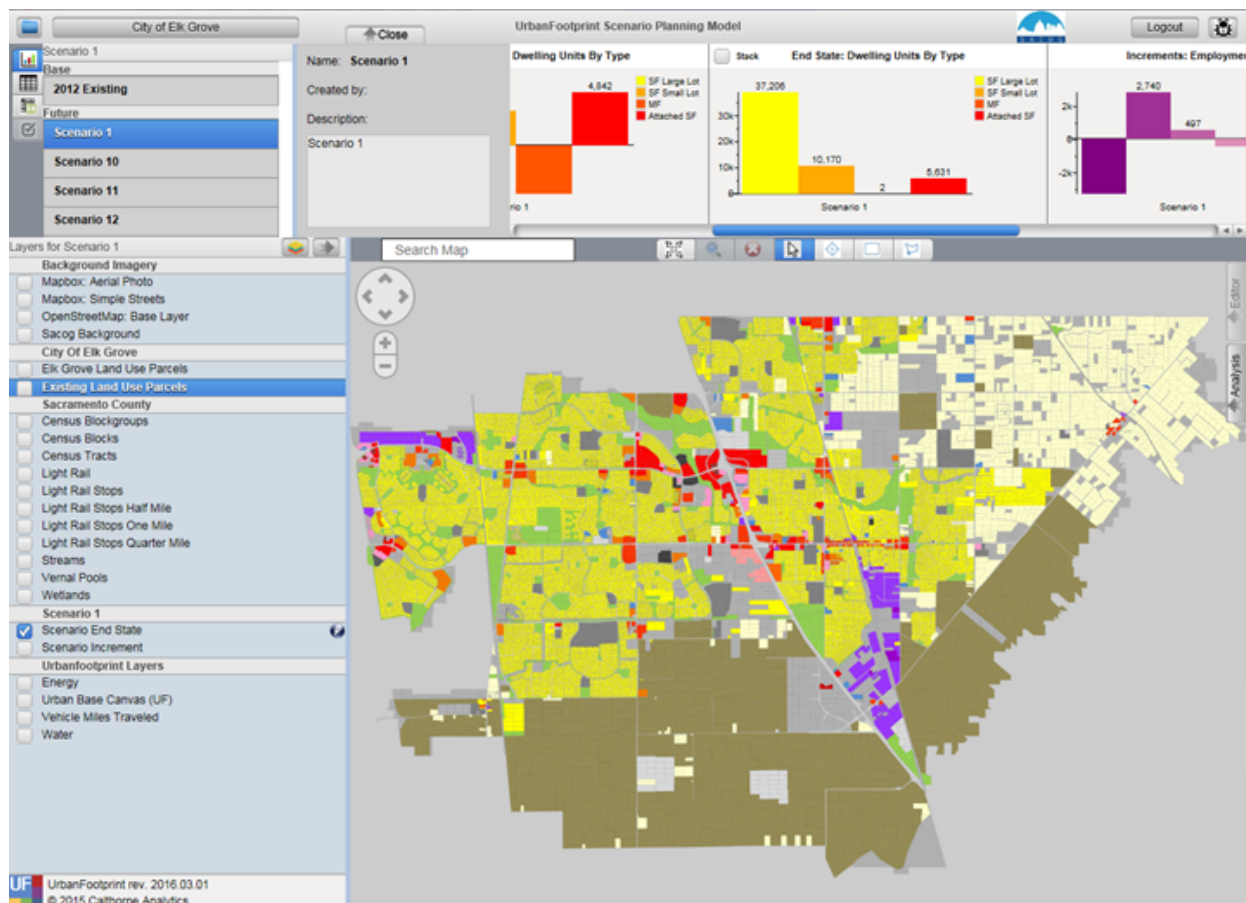 City of Elk Grove
Close
UrbanFootprint Scenario Planning Model
SACOG
Logout
Scenario 1
Base
2012 Existing
Future
Scenario 1
Scenario 10
Scenario 11
Scenario 12
Name: Scenario 1
Created by:
Description:
Scenario 1
Dwelling Units By Type
4,842
SF Large Lot
SF Small Lot
MF
Attached SF
rio 1
Stack
End State: Dwelling Units By Type
37,206
30k
20k
10k
0
10,170
2
5,631
SF Large Lot
SF Small Lot
MF
Attached SF
Scenario 1
Increments: Employmen
2,740
497
2k
0
-2k
Scenario 1
Layers for Scenario 1
Search Map
Background Imagery
Mapbox: Aerial Photo
Mapbox: Simple Streets
OpenStreetMap: Base Layer
Sacog Background
City Of Elk Grove
Elk Grove Land Use Parcels
Existing Land Use Parcels
Sacramento County
Census Blockgroups
Census Blocks
Census Tracts
Light Rail
Light Rail Stops
Light Rail Stops Half Mile
Light Rail Stops One Mile
Light Rail Stops Quarter Mile
Streams
Vernal Pools
Wetlands
Scenario 1
Scenario End State
Scenario Increment
Urbanfootprint Layers
Energy
Urban Base Canvas (UF)
Vehicle Miles Traveled
Water
Editor
Analysis
UF
UrbanFootprint rev. 2016.03.01
© 2015 Calthorpe Analytics